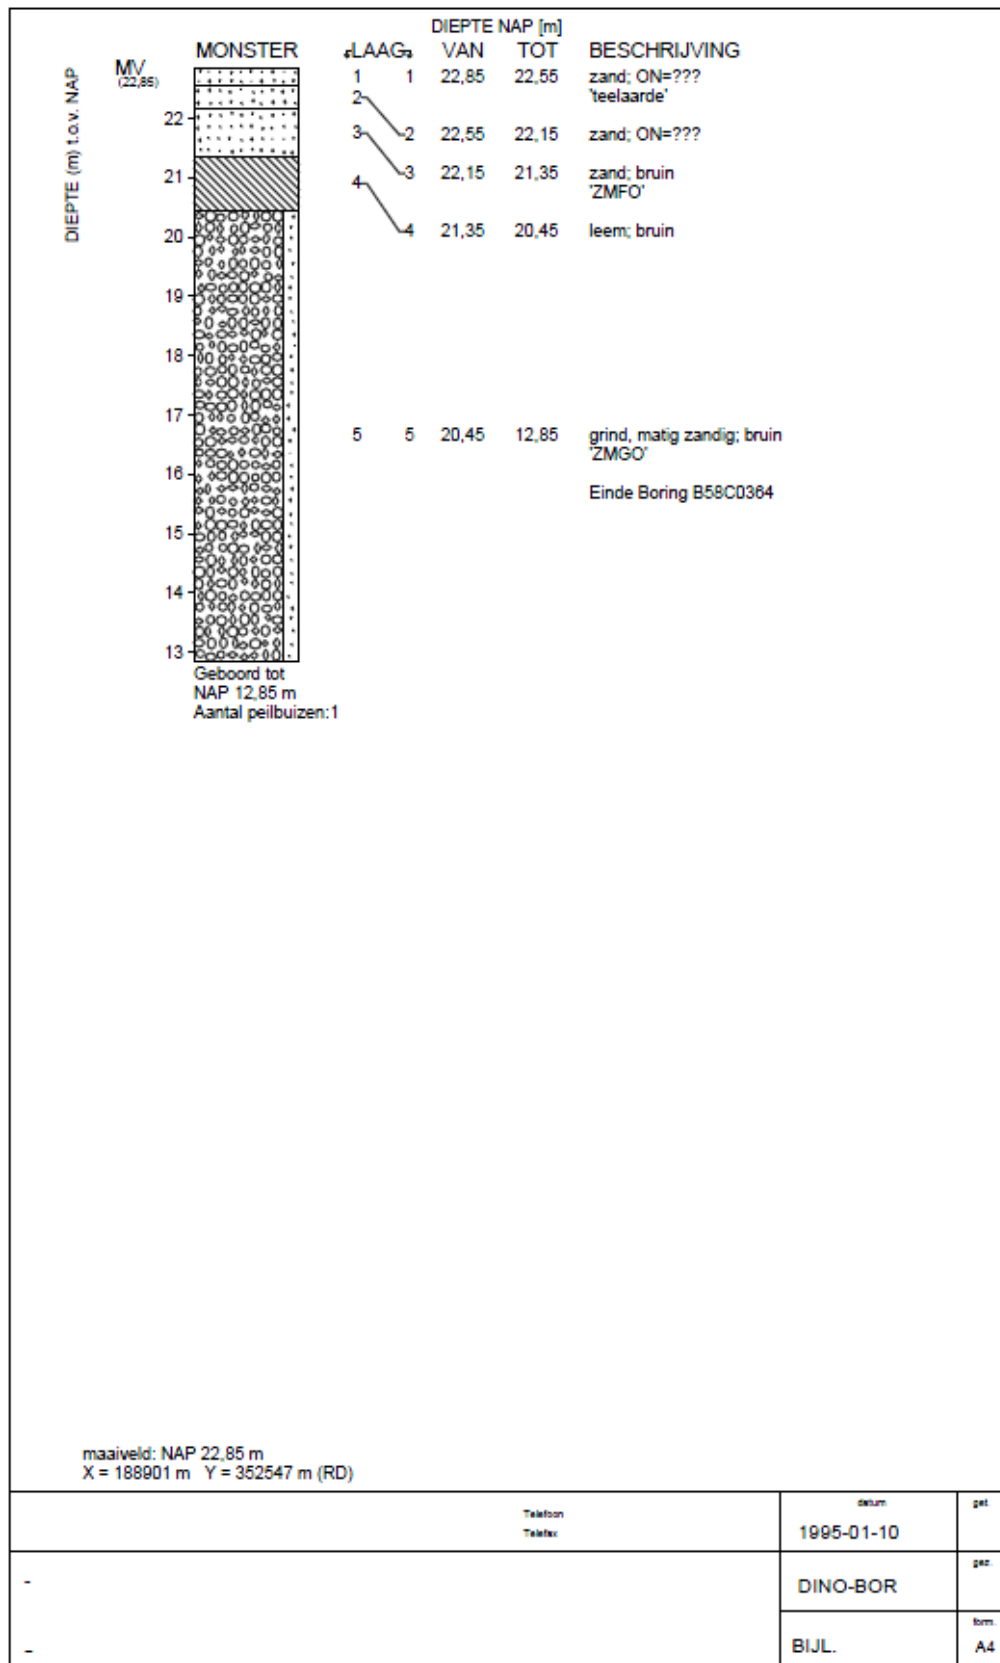 DIEPTE NAP [m]
MONSTER LAAG VAN TOT BESCHRIJVING
MV
(22,85)
DIEPTE (m) t.o.v. NAP
1 1 22,85 22,55 zand; ON=???
'teelaarde'
2
2 22,55 22,15 zand; ON=???
3
3 22,15 21,35 zand; bruin
'ZMFO'
4
4 21,35 20,45 leem; bruin
22
21
20
19
18
17
16
15
14
13
5 5 20,45 12,85 grind, matig zandig; bruin
'ZMGO'
Einde Boring B58C0364
Geboord tot
NAP 12,85 m
Aantal peilbuizen:1
maaiveld: NAP 22,85 m
X = 188901 m Y = 352547 m (RD)
Telefoon
Telefax
datum
1995-01-10
get.
-
DINO-BOR
gez.
-
BIJL.
form.
A4